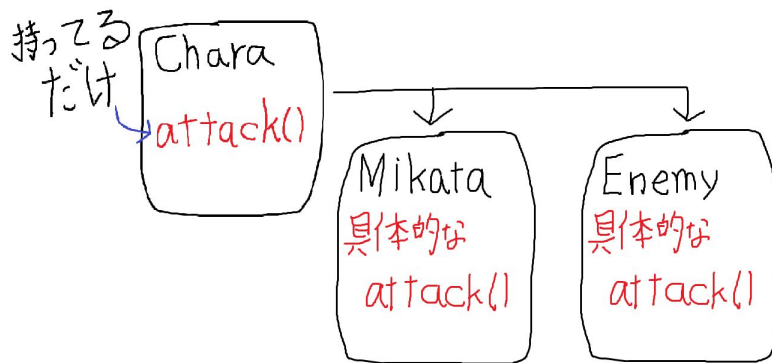 持ってる
だけ
Chara
attack()
Mikata
具体的な
attack()
Enemy
具体的な
attack()